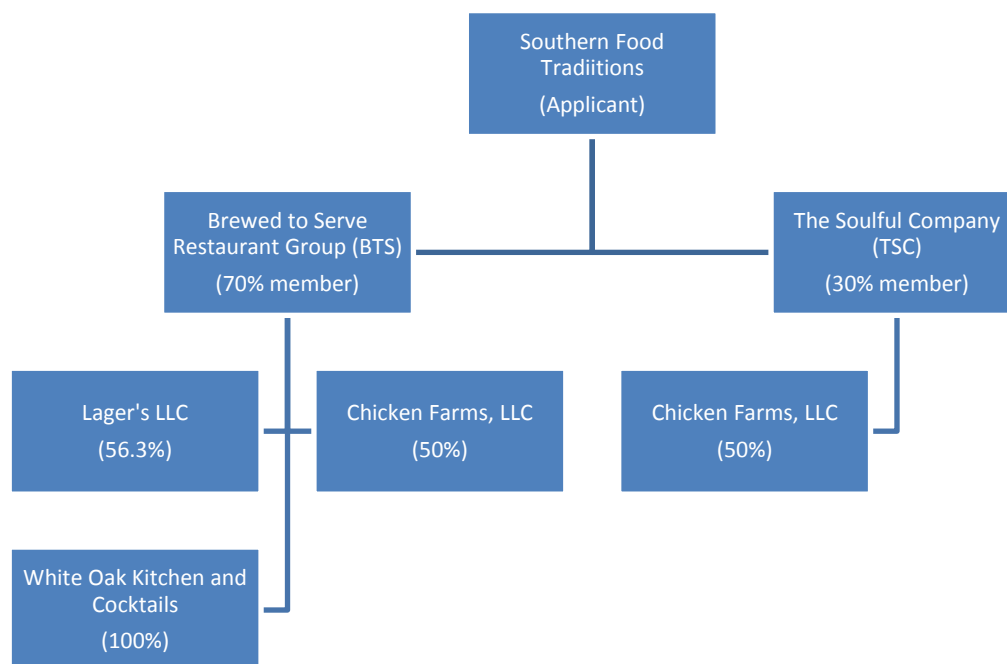 Southern Food
Tradiitions
(Applicant)
Brewed to Serve
Restaurant Group (BTS)
(70% member)
The Soulful Company
(TSC)
(30% member)
Lager's LLC
(56.3%)
Chicken Farms, LLC
(50%)
Chicken Farms, LLC
(50%)
White Oak Kitchen and
Cocktails
(100%)